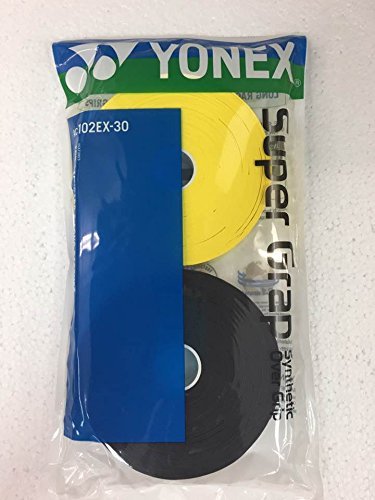 YONEX
AC102EX-30
Super Grap
Synthetic
Over Grip
LONG RA
GRIPS